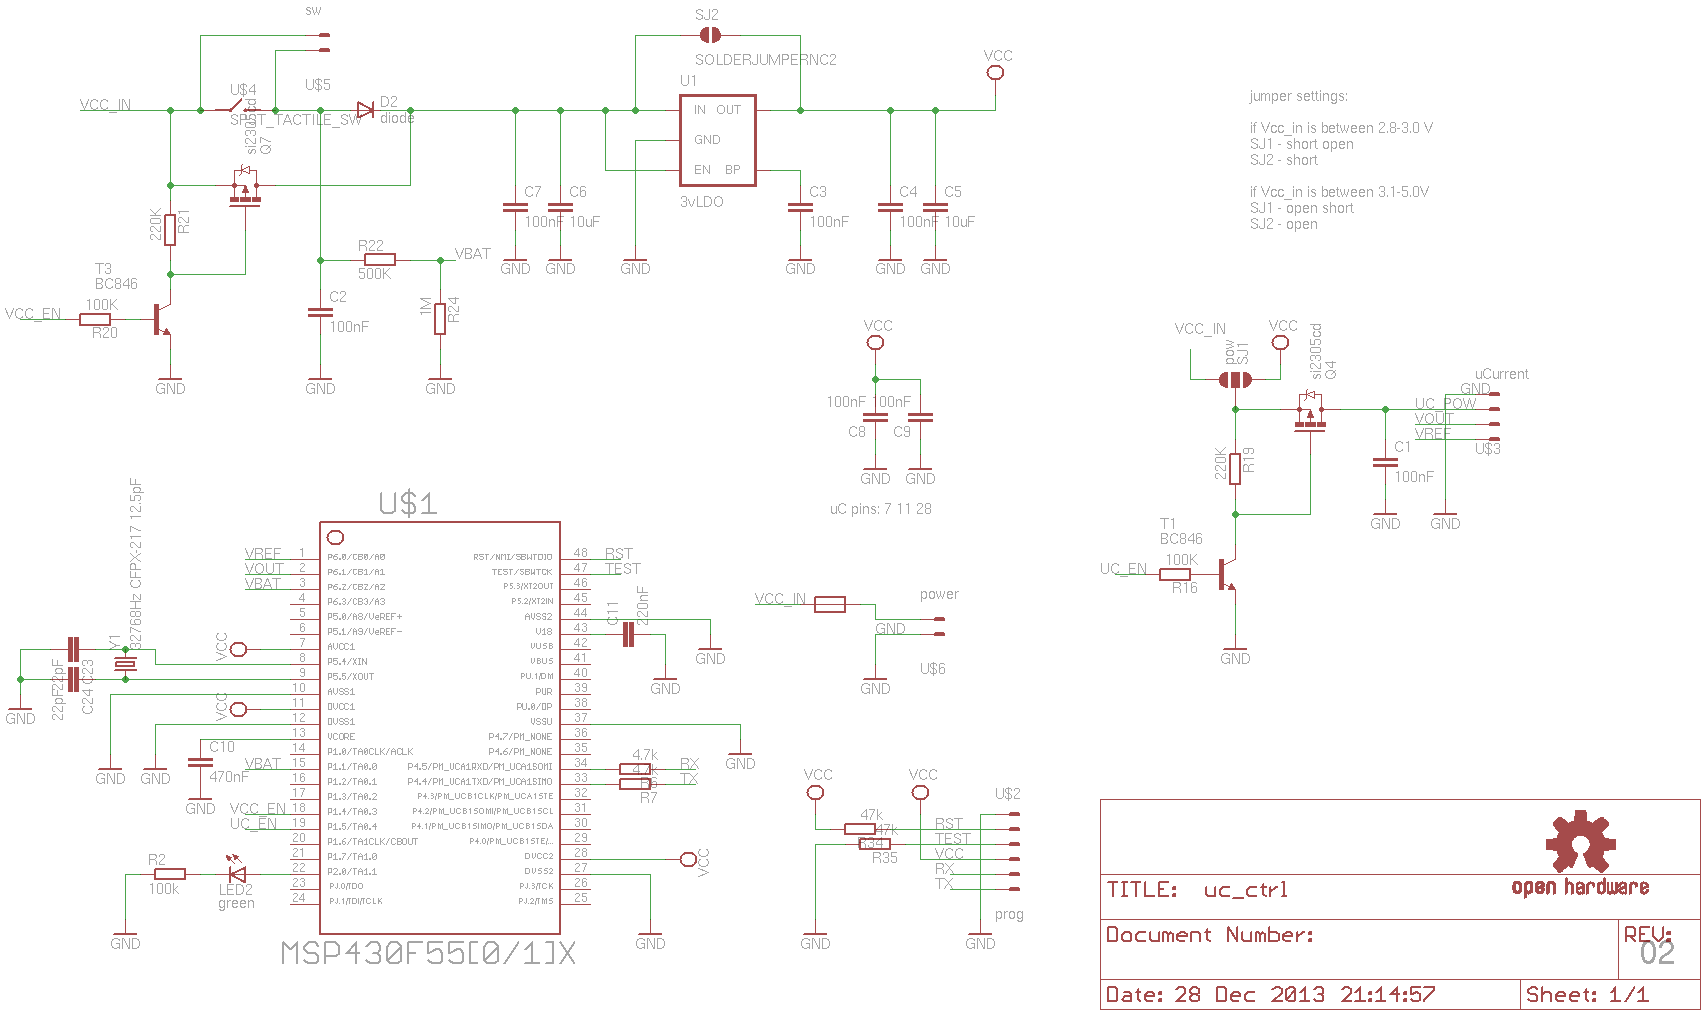 sw
SJ2
SOLDERJUMPERNC2
VCC
U$4
U$5
VCC_IN
SPST_TACTILE_SW
si2305cd
Q7
D2
diode
U1
IN OUT
GND
EN BP
3vLDO
C7
100nF
C6
10uF
C3
100nF
C4
100nF
C5
10uF
GND
GND
GND
GND
GND
GND
220K
R21
R22
500K
VBAT
T3
BC846
VCC_EN
100K
R20
C2
100nF
1M
R24
GND
GND
GND
jumper settings:
if Vcc_in is between 2.8-3.0 V
SJ1 - short open
SJ2 - short
if Vcc_in is between 3.1-5.0V
SJ1 - open short
SJ2 - open
VCC
100nF
100nF
C8
C9
GND
GND
uC pins: 7 11 28
VCC_IN
VCC
pow
SJ1
si2305cd
Q4
uCurrent
GND
UC_POW
VOUT
VREF
U$3
220K
R19
C1
100nF
GND
GND
T1
BC846
UC_EN
100K
R16
GND
U$1
VREF
1
P6.0/CB0/A0
VOUT
2
P6.1/CB1/A1
VBAT
3
P6.2/CB2/A2
4
P6.3/CB3/A3
5
P5.0/A8/VeREF+
6
P5.1/A9/VeREF-
VCC
7
AVCC1
8
P5.4/XIN
9
P5.5/XOUT
10
AVSS1
VCC
11
DVCC1
12
DVSS1
13
VCORE
14
P1.0/TA0CLK/ACLK
VBAT
15
P1.1/TA0.0
16
P1.2/TA0.1
17
P1.3/TA0.2
VCC_EN
18
P1.4/TA0.3
UC_EN
19
P1.5/TA0.4
20
P1.6/TA1CLK/CBOUT
21
P1.7/TA1.0
22
P2.0/TA1.1
23
PJ.0/TDO
24
PJ.1/TDI/TCLK
RST/NMI/SBWTDIO
48
RST
TEST/SBWTCK
47
TEST
P5.3/XT2OUT
46
P5.2/XT2IN
45
AVSS2
44
V18
43
VUSB
42
VBUS
41
PU.1/DM
40
PUR
39
PU.0/DP
38
VSSU
37
P4.7/PM_NONE
36
P4.6/PM_NONE
35
P4.5/PM_UCA1RXD/PM_UCA1SOMI
34
P4.4/PM_UCA1TXD/PM_UCA1SIMO
33
P4.3/PM_UCB1CLK/PM_UCA1STE
32
P4.2/PM_UCB1SOMI/PM_UCB1SCL
31
P4.1/PM_UCB1SIMO/PM_UCB1SDA
30
P4.0/PM_UCB1STE/...
29
DVCC2
28
DVSS2
27
PJ.3/TCK
26
PJ.2/TMS
25
MSP430F55[0/1]X
Y1
32768Hz CFPX-217 12.5pF
22pF
C23
22pF
C24
GND
GND
GND
C10
470nF
GND
R2
100k
LED2
green
GND
C11
220nF
GND
GND
GND
4.7k
RX
R6
TX
R7
VCC
GND
VCC_IN
power
GND
GND
U$6
VCC
VCC
U$2
47k
47k
R34
R35
RST
TEST
VCC
RX
TX
GND
GND
prog
open hardware
TITLE: uc_ctrl
Document Number:
REV:
02
Date: 28 Dec 2013 21:14:57
Sheet: 1/1